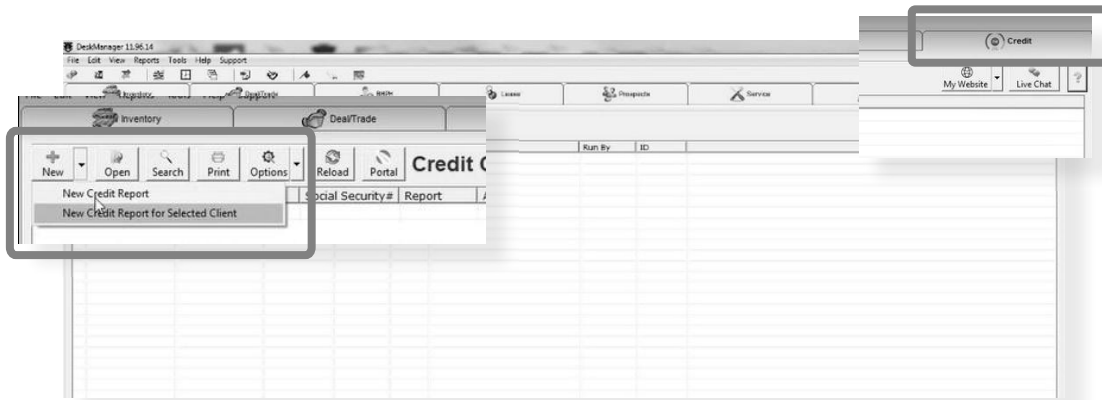 DeskManager 11.96.14
File Edit View Reports Tools Help Support
Leases Prospects Service
Run By ID
Inventory Deal/Trade
New Open Search Print Options Reload Portal Credit
New Credit Report
New Credit Report for Selected Client
Social Security# Report
Credit
My Website Live Chat ?